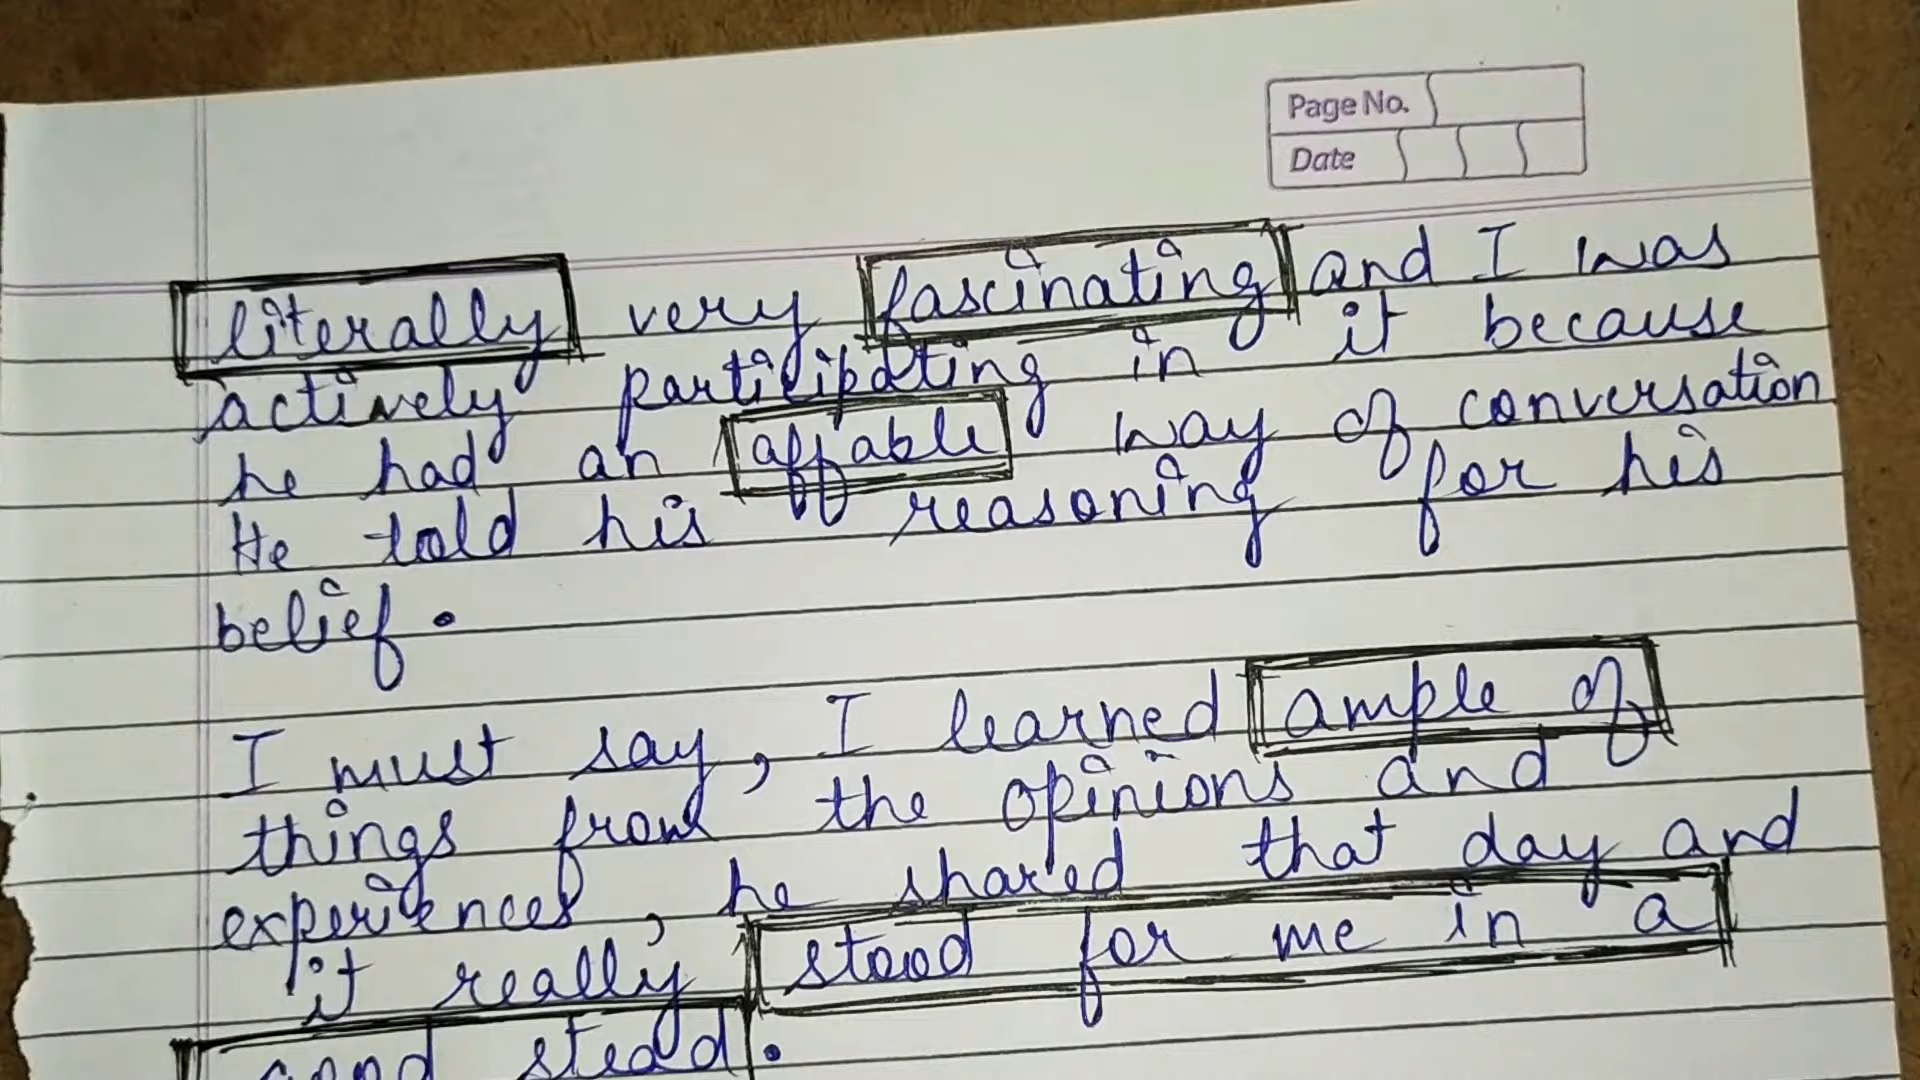 Page No.
Date
literally very fascinating and I was
actively participating in it because
he had an affable way of conversation
He told his reasoning for his
belief.
I must say, I learned ample of
things from the opinions and
experiences, he shared that day and
it really stood for me in a
good stead.